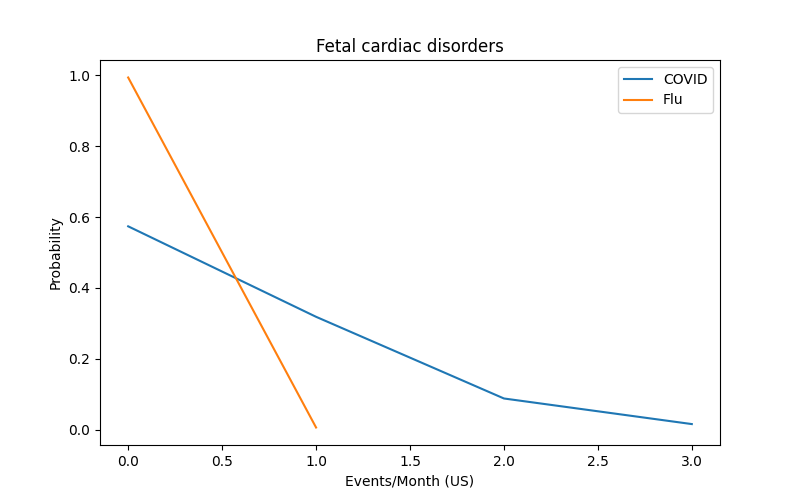 Fetal cardiac disorders
COVID
Flu
1.0
0.8
0.6
0.4
0.2
0.0
Probability
0.0 0.5 1.0 1.5 2.0 2.5 3.0
Events/Month (US)